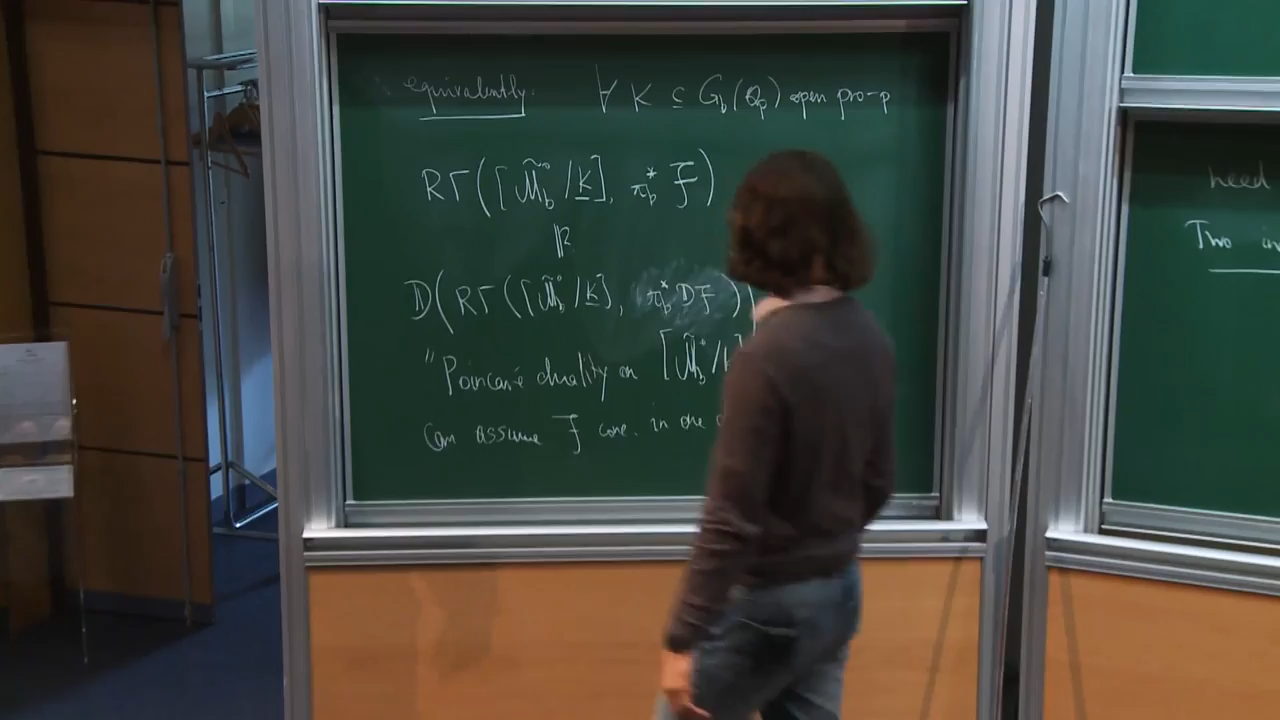 equivalently: ∀ K ⊆ G_b(Q_p) open pro-p
RΓ([M̃_b°/K], π_b^* F)
≅
D(RΓ([M̃_b°/K], π_b^* DF))
"Poincaré duality on [M̃_b°/K]
Can assume F conc. in one
need
Two in